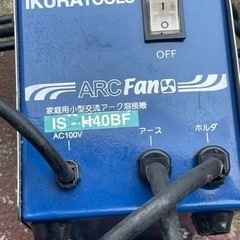 IKURATOOLS
OFF
ARC Fan
家庭用小型交流アーク溶接機
IS-H40BF
AC100V
アース
ホルダ